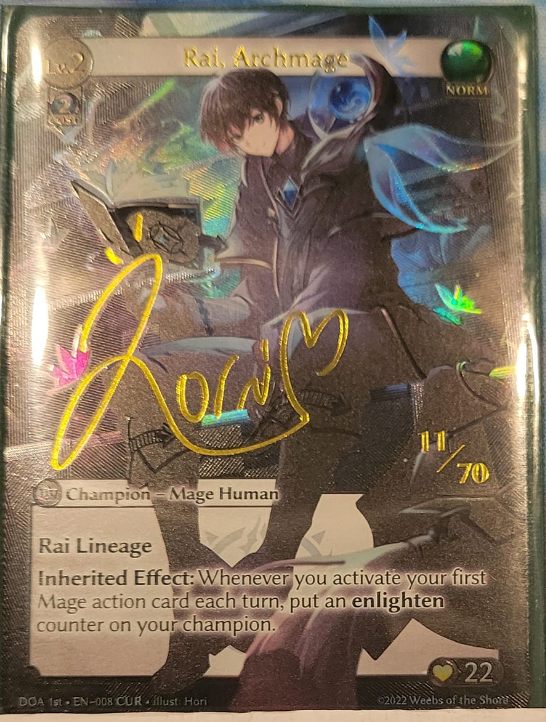 Lv.2
Rai, Archmage
NORM
2
COST
Hori
11/70
Lv Champion – Mage Human
Rai Lineage
Inherited Effect: Whenever you activate your first
Mage action card each turn, put an enlighten
counter on your champion.
22
DOA 1st • EN-008 CUR • illust: Hori
©2022 Weebs of the Shore